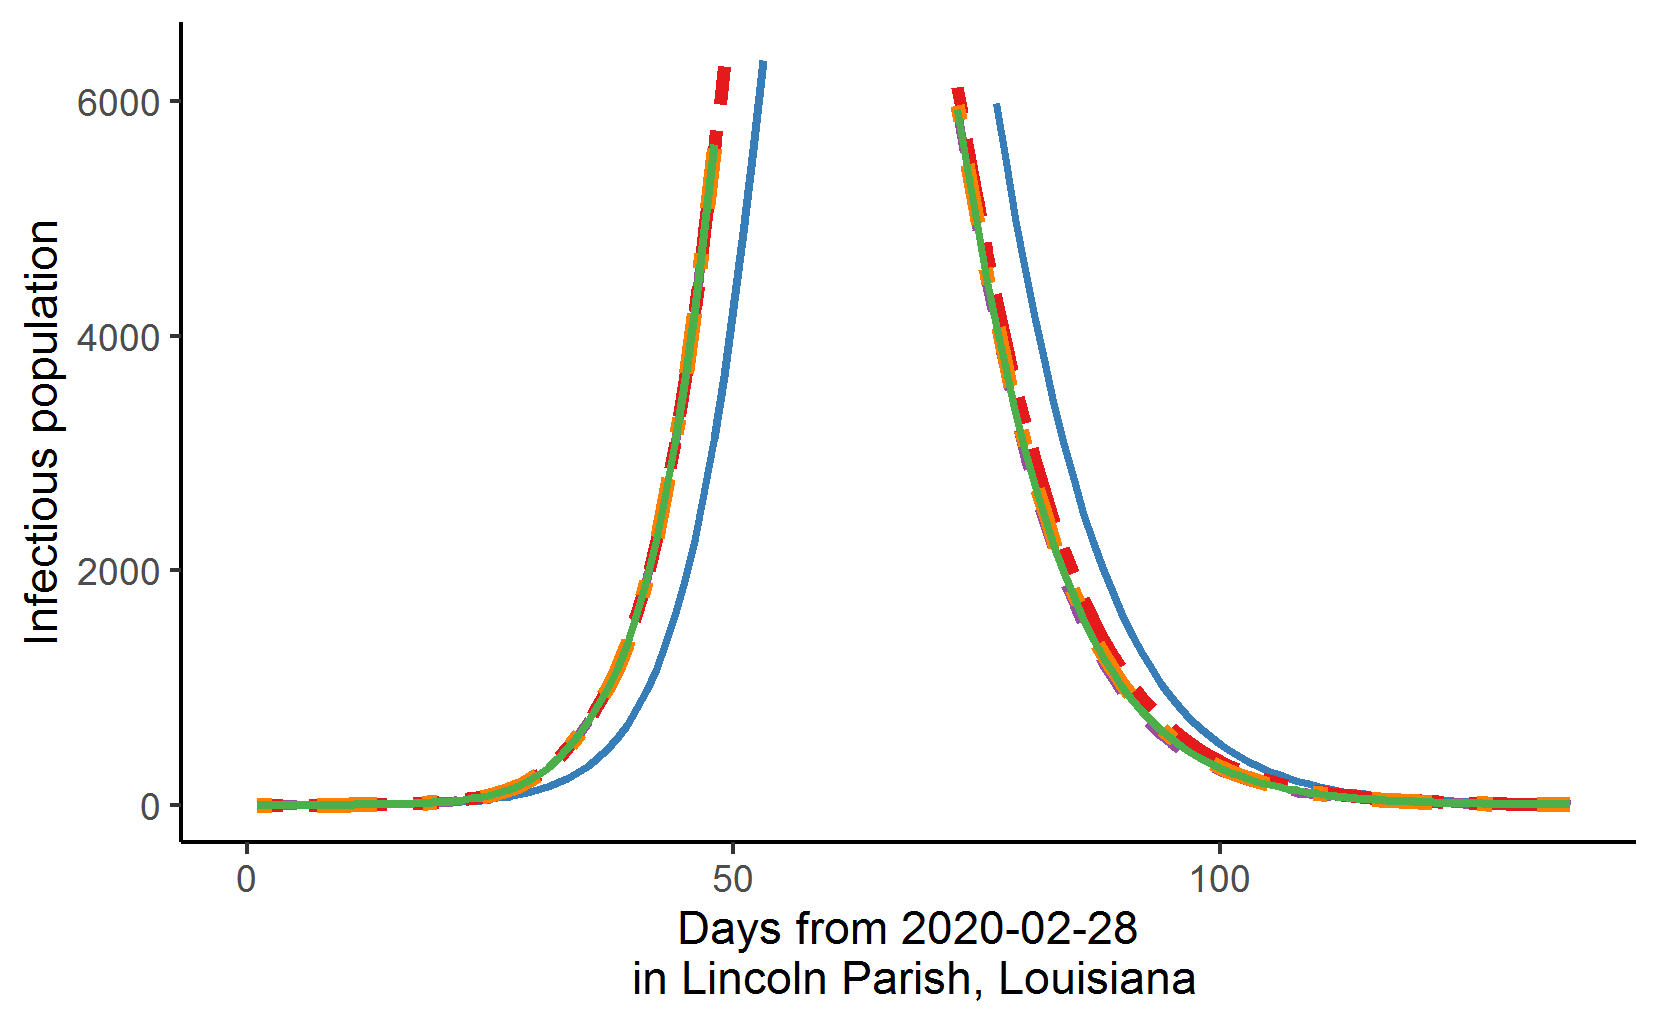 Infectious population
6000
4000
2000
0
0 50 100
Days from 2020-02-28
in Lincoln Parish, Louisiana